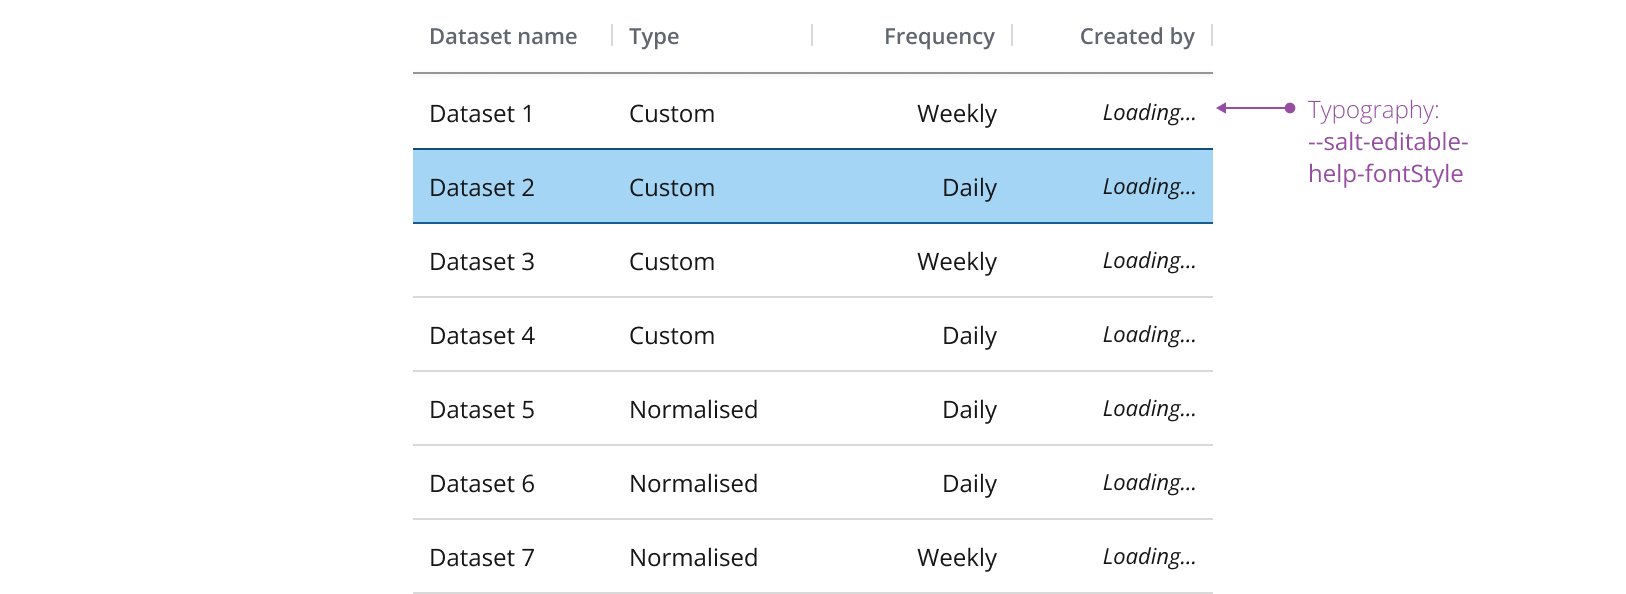 Dataset name Type Frequency Created by
Dataset 1 Custom Weekly Loading...
Typography:
--salt-editable-
help-fontStyle
Dataset 2 Custom Daily Loading...
Dataset 3 Custom Weekly Loading...
Dataset 4 Custom Daily Loading...
Dataset 5 Normalised Daily Loading...
Dataset 6 Normalised Daily Loading...
Dataset 7 Normalised Weekly Loading...